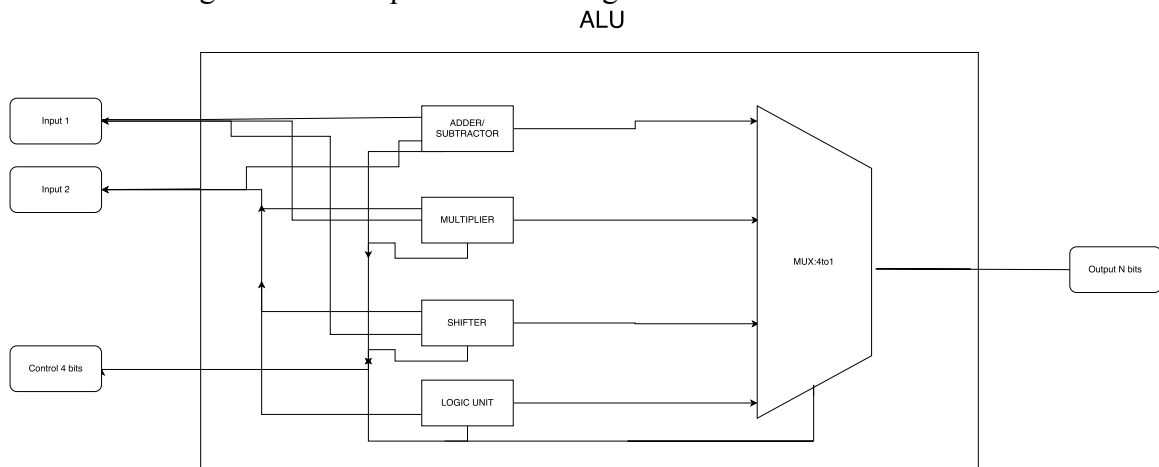 ALU
Input 1
Input 2
Control 4 bits
ADDER/
SUBTRACTOR
MULTIPLIER
SHIFTER
LOGIC UNIT
MUX:4to1
Output N bits